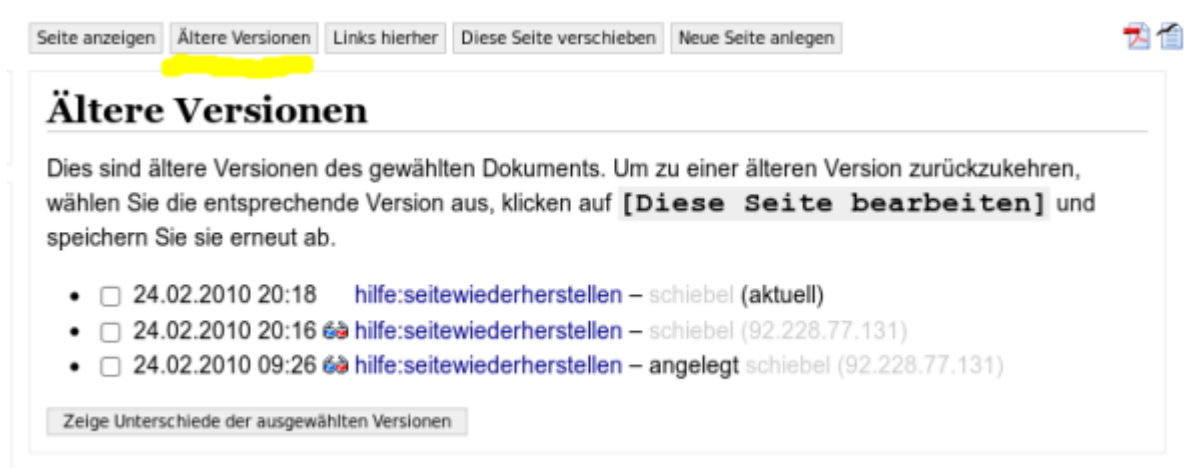 Seite anzeigen Ältere Versionen Links hierher Diese Seite verschieben Neue Seite anlegen
Ältere Versionen
Dies sind ältere Versionen des gewählten Dokuments. Um zu einer älteren Version zurückzukehren,
wählen Sie die entsprechende Version aus, klicken auf [Diese Seite bearbeiten] und
speichern Sie sie erneut ab.
• 24.02.2010 20:18 hilfe:seitewiederherstellen – schiebel (aktuell)
• 24.02.2010 20:16 hilfe:seitewiederherstellen – schiebel (92.228.77.131)
• 24.02.2010 09:26 hilfe:seitewiederherstellen – angelegt schiebel (92.228.77.131)
Zeige Unterschiede der ausgewählten Versionen